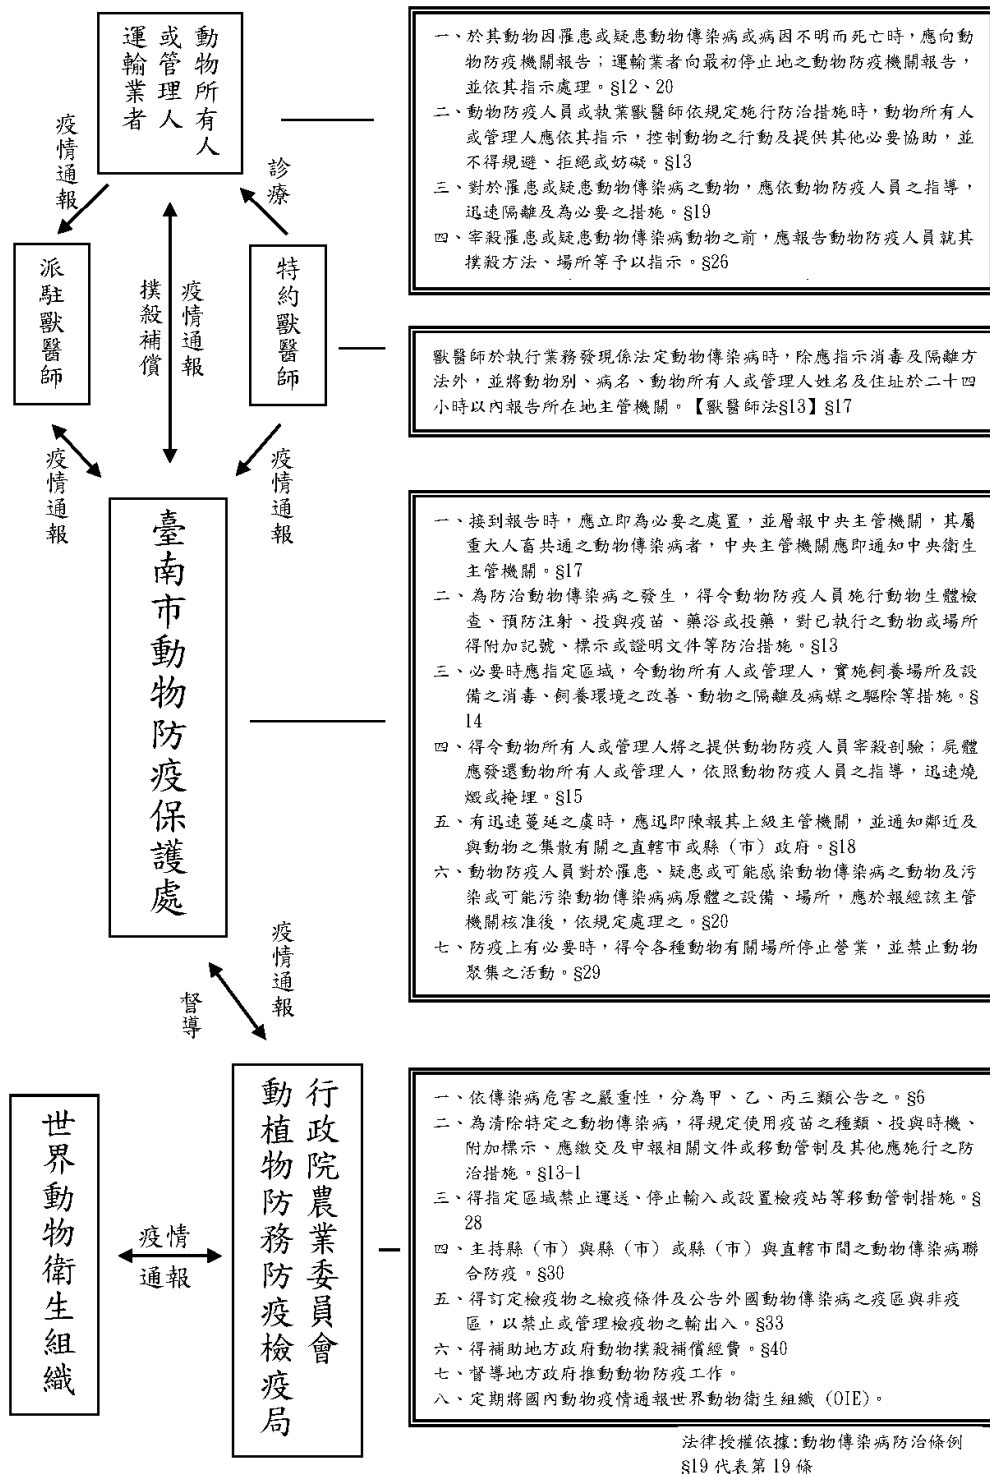 動物所有人
或管理人
運輸業者
疫情通報
診療
派駐獸醫師
撲殺補償
疫情通報
特約獸醫師
疫情通報
疫情通報
臺南市動物防疫保護處
疫情通報
督導
行政院農業委員會
動植物防務防疫檢疫局
世界動物衛生組織
疫情
通報
一、於其動物因罹患或疑患動物傳染病或病因不明而死亡時，應向動
物防疫機關報告；運輸業者向最初停止地之動物防疫機關報告，
並依其指示處理。§12、20
二、動物防疫人員或執業獸醫師依規定施行防治措施時，動物所有人
或管理人應依其指示，控制動物之行動及提供其他必要協助，並
不得規避、拒絕或妨礙。§13
三、對於罹患或疑患動物傳染病之動物，應依動物防疫人員之指導，
迅速隔離及為必要之措施。§19
四、宰殺罹患或疑患動物傳染病動物之前，應報告動物防疫人員就其
撲殺方法、場所等予以指示。§26
獸醫師於執行業務發現係法定動物傳染病時，除應指示消毒及隔離方
法外，並將動物別、病名、動物所有人或管理人姓名及住址於二十四
小時以內報告所在地主管機關。【獸醫師法§13】§17
一、接到報告時，應立即為必要之處置，並層報中央主管機關，其屬
重大人畜共通之動物傳染病者，中央主管機關應即通知中央衛生
主管機關。§17
二、為防治動物傳染病之發生，得令動物防疫人員施行動物生體檢
查、預防注射、投與疫苗、藥浴或投藥，對已執行之動物或場所
得附加記號、標示或證明文件等防治措施。§13
三、必要時應指定區域，令動物所有人或管理人，實施飼養場所及設
備之消毒、飼養環境之改善、動物之隔離及病媒之驅除等措施。§
14
四、得令動物所有人或管理人將之提供動物防疫人員宰殺剖驗；屍體
應發還動物所有人或管理人，依照動物防疫人員之指導，迅速燒
燬或掩埋。§15
五、有迅速蔓延之虞時，應迅即陳報其上級主管機關，並通知鄰近及
與動物之集散有關之直轄市或縣（市）政府。§18
六、動物防疫人員對於罹患、疑患或可能感染動物傳染病之動物及污
染或可能污染動物傳染病病原體之設備、場所，應於報經該主管
機關核准後，依規定處理之。§20
七、防疫上有必要時，得令各種動物有關場所停止營業，並禁止動物
聚集之活動。§29
一、依傳染病危害之嚴重性，分為甲、乙、丙三類公告之。§6
二、為清除特定之動物傳染病，得規定使用疫苗之種類、投與時機、
附加標示、應繳交及申報相關文件或移動管制及其他應施行之防
治措施。§13-1
三、得指定區域禁止運送、停止輸入或設置檢疫站等移動管制措施。§
28
四、主持縣（市）與縣（市）或縣（市）與直轄市間之動物傳染病聯
合防疫。§30
五、得訂定檢疫物之檢疫條件及公告外國動物傳染病之疫區與非疫
區，以禁止或管理檢疫物之輸出入。§33
六、得補助地方政府動物撲殺補償經費。§40
七、督導地方政府推動動物防疫工作。
八、定期將國內動物疫情通報世界動物衛生組織（OIE）。
法律授權依據:動物傳染病防治條例
§19 代表第 19 條